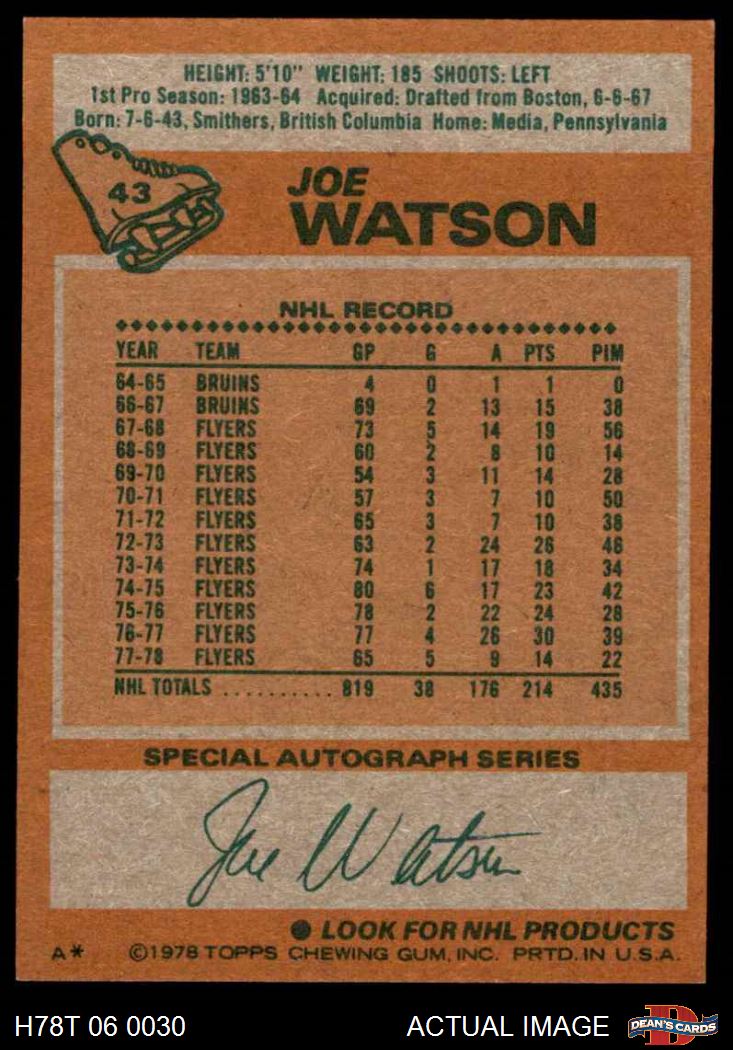 HEIGHT: 5'10" WEIGHT: 185 SHOOTS: LEFT
1st Pro Season: 1963-64 Acquired: Drafted from Boston, 6-6-67
Born: 7-6-43, Smithers, British Columbia Home: Media, Pennsylvania
43
JOE
WATSON
NHL RECORD
YEAR TEAM GP G A PTS PIM
64-65 BRUINS 4 0 1 1 0
66-67 BRUINS 69 2 13 15 38
67-68 FLYERS 73 5 14 19 56
68-69 FLYERS 60 2 8 10 14
69-70 FLYERS 54 3 11 14 28
70-71 FLYERS 57 3 7 10 50
71-72 FLYERS 65 3 7 10 38
72-73 FLYERS 63 2 24 26 46
73-74 FLYERS 74 1 17 18 34
74-75 FLYERS 80 6 17 23 42
75-76 FLYERS 78 2 22 24 28
76-77 FLYERS 77 4 26 30 39
77-78 FLYERS 65 5 9 14 22
NHL TOTALS .......... 819 38 176 214 435
SPECIAL AUTOGRAPH SERIES
Joe Watson
● LOOK FOR NHL PRODUCTS
A* ©1978 TOPPS CHEWING GUM, INC. PRTD. IN U.S.A.
H78T 06 0030 ACTUAL IMAGE DEAN'S CARDS